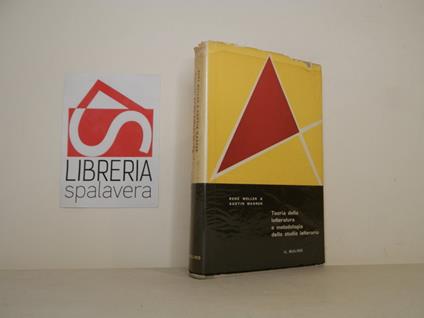 LIBRERIA
spalavera
RENÉ WELLEK &
AUSTIN WARREN
Teoria della
letteratura
e metodologia
dello studio letterario
IL MULINO